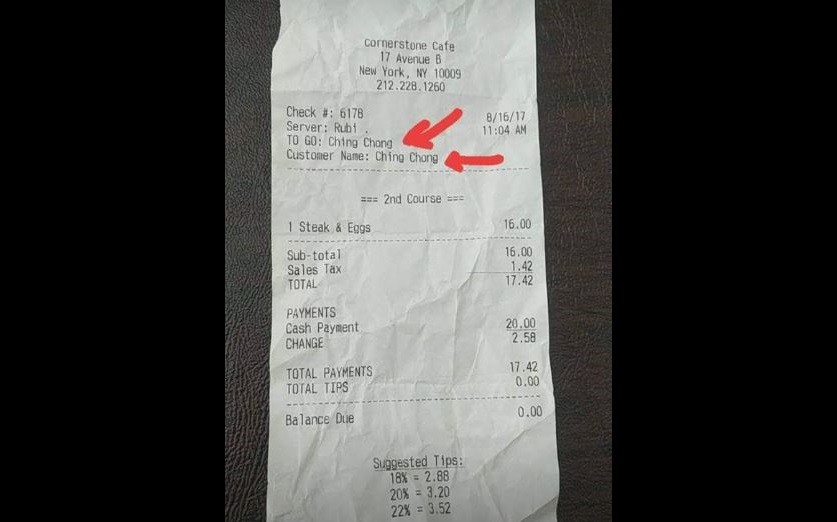 Cornerstone Cafe
17 Avenue B
New York, NY 10009
212.228.1260
Check #: 6178 8/16/17
Server: Rubi . 11:04 AM
TO GO: Ching Chong
Customer Name: Ching Chong
=== 2nd Course ===
1 Steak & Eggs 16.00
Sub-total 16.00
Sales Tax 1.42
TOTAL 17.42
PAYMENTS
Cash Payment 20.00
CHANGE 2.58
TOTAL PAYMENTS 17.42
TOTAL TIPS 0.00
Balance Due 0.00
Suggested Tips:
18% = 2.88
20% = 3.20
22% = 3.52